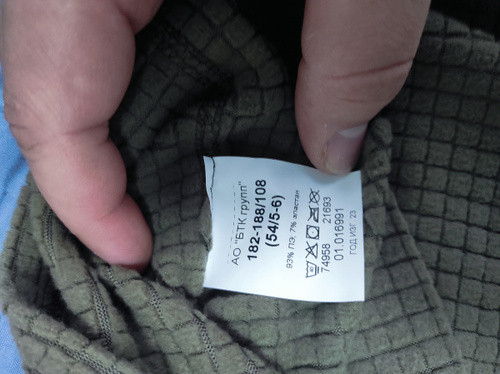 АО "БТК групп"
182-188/108
(54/5-6)
93% ПЭ, 7% эластан
74958 21693
01.016991
ГОД ИЗГ. 23